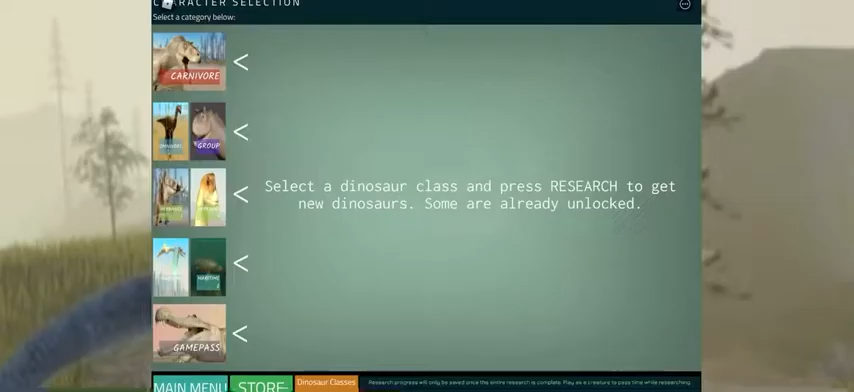 CHARACTER SELECTION
Select a category below:
CARNIVORE
<
OMNIVORE
GROUP
<
<
Select a dinosaur class and press RESEARCH to get
new dinosaurs. Some are already unlocked.
<
GAMEPASS
<
MAIN MENU
STORE
Dinosaur Classes
Research progress will only be saved once the entire research is complete. Play as a creature to pass time while researching.